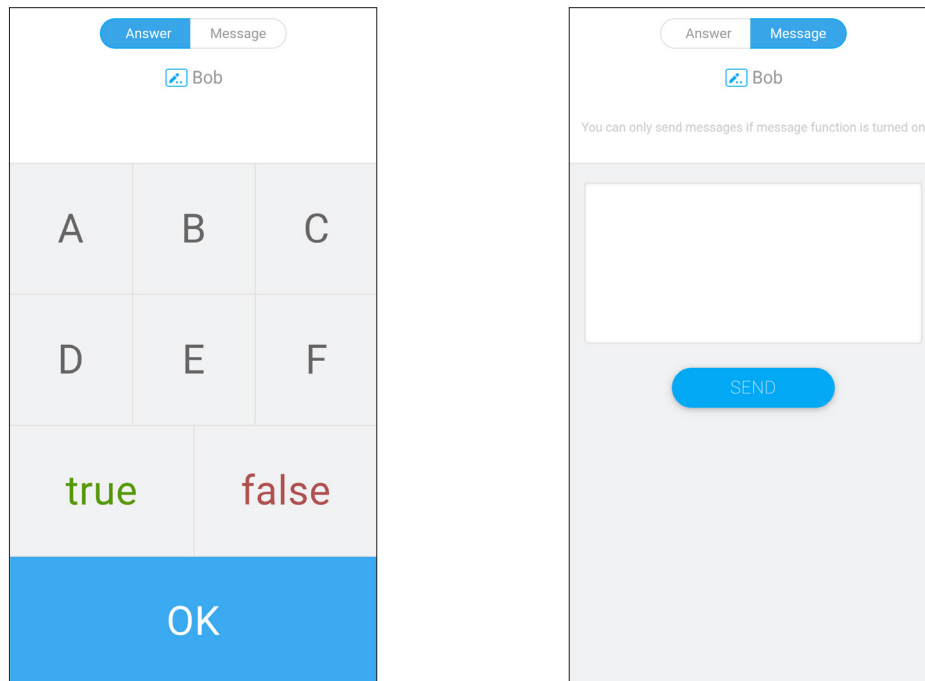 Answer Message
Bob
A B C
D E F
true false
OK
Answer Message
Bob
You can only send messages if message function is turned on
SEND